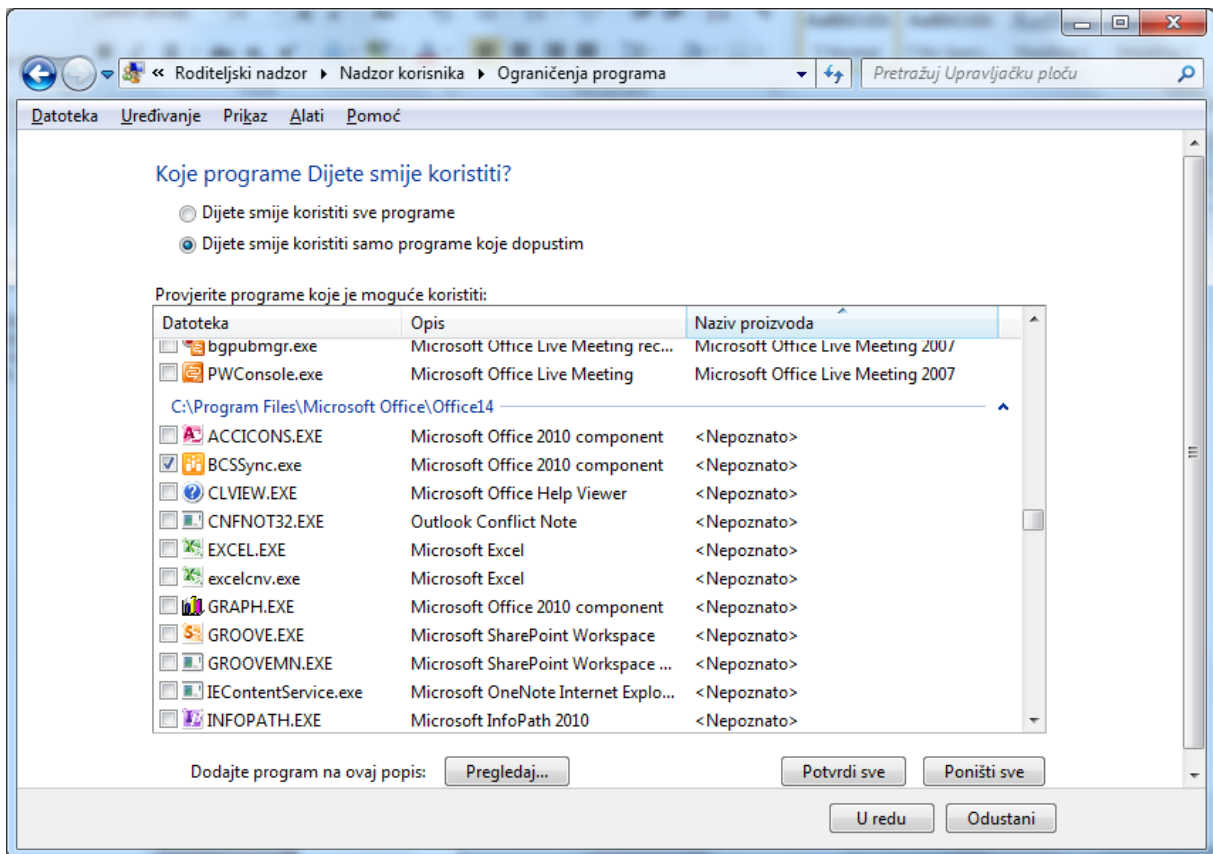 « Roditeljski nadzor ▸ Nadzor korisnika ▸ Ograničenja programa Pretražuj Upravljačku ploču
Datoteka Uređivanje Prikaz Alati Pomoć
Koje programe Dijete smije koristiti?
Dijete smije koristiti sve programe
Dijete smije koristiti samo programe koje dopustim
Provjerite programe koje je moguće koristiti:
Datoteka Opis Naziv proizvoda
bgpubmgr.exe Microsoft Office Live Meeting rec... Microsoft Office Live Meeting 2007
PWConsole.exe Microsoft Office Live Meeting Microsoft Office Live Meeting 2007
C:\Program Files\Microsoft Office\Office14
ACCICONS.EXE Microsoft Office 2010 component <Nepoznato>
BCSSync.exe Microsoft Office 2010 component <Nepoznato>
CLVIEW.EXE Microsoft Office Help Viewer <Nepoznato>
CNFNOT32.EXE Outlook Conflict Note <Nepoznato>
EXCEL.EXE Microsoft Excel <Nepoznato>
excelcnv.exe Microsoft Excel <Nepoznato>
GRAPH.EXE Microsoft Office 2010 component <Nepoznato>
GROOVE.EXE Microsoft SharePoint Workspace <Nepoznato>
GROOVEMN.EXE Microsoft SharePoint Workspace ... <Nepoznato>
IEContentService.exe Microsoft OneNote Internet Explo... <Nepoznato>
INFOPATH.EXE Microsoft InfoPath 2010 <Nepoznato>
Dodajte program na ovaj popis: Pregledaj... Potvrdi sve Poništi sve
U redu Odustani